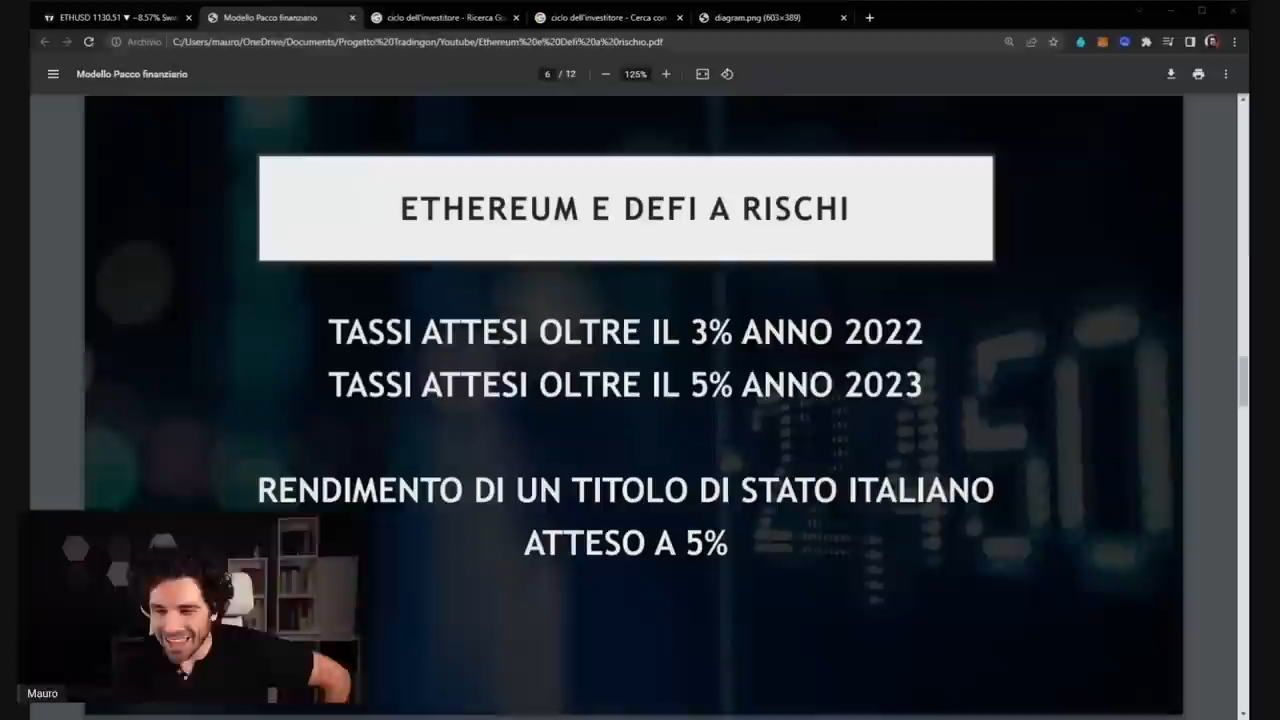 ETHUSD 1130.51 ▼ −8.57%
Modello Pacco finanziario
ciclo dell'investitore - Ricerca
ciclo dell'investitore - Cerca con
diagram.png (603×389)
Archivio
C:/Users/mauro/OneDrive/Documents/Progetto%20Tradingon/Youtube/Ethereum%20e%20Defi%20a%20rischio.pdf
Modello Pacco finanziario
6 / 12
125%
ETHEREUM E DEFI A RISCHI
TASSI ATTESI OLTRE IL 3% ANNO 2022
TASSI ATTESI OLTRE IL 5% ANNO 2023
RENDIMENTO DI UN TITOLO DI STATO ITALIANO
ATTESO A 5%
Mauro